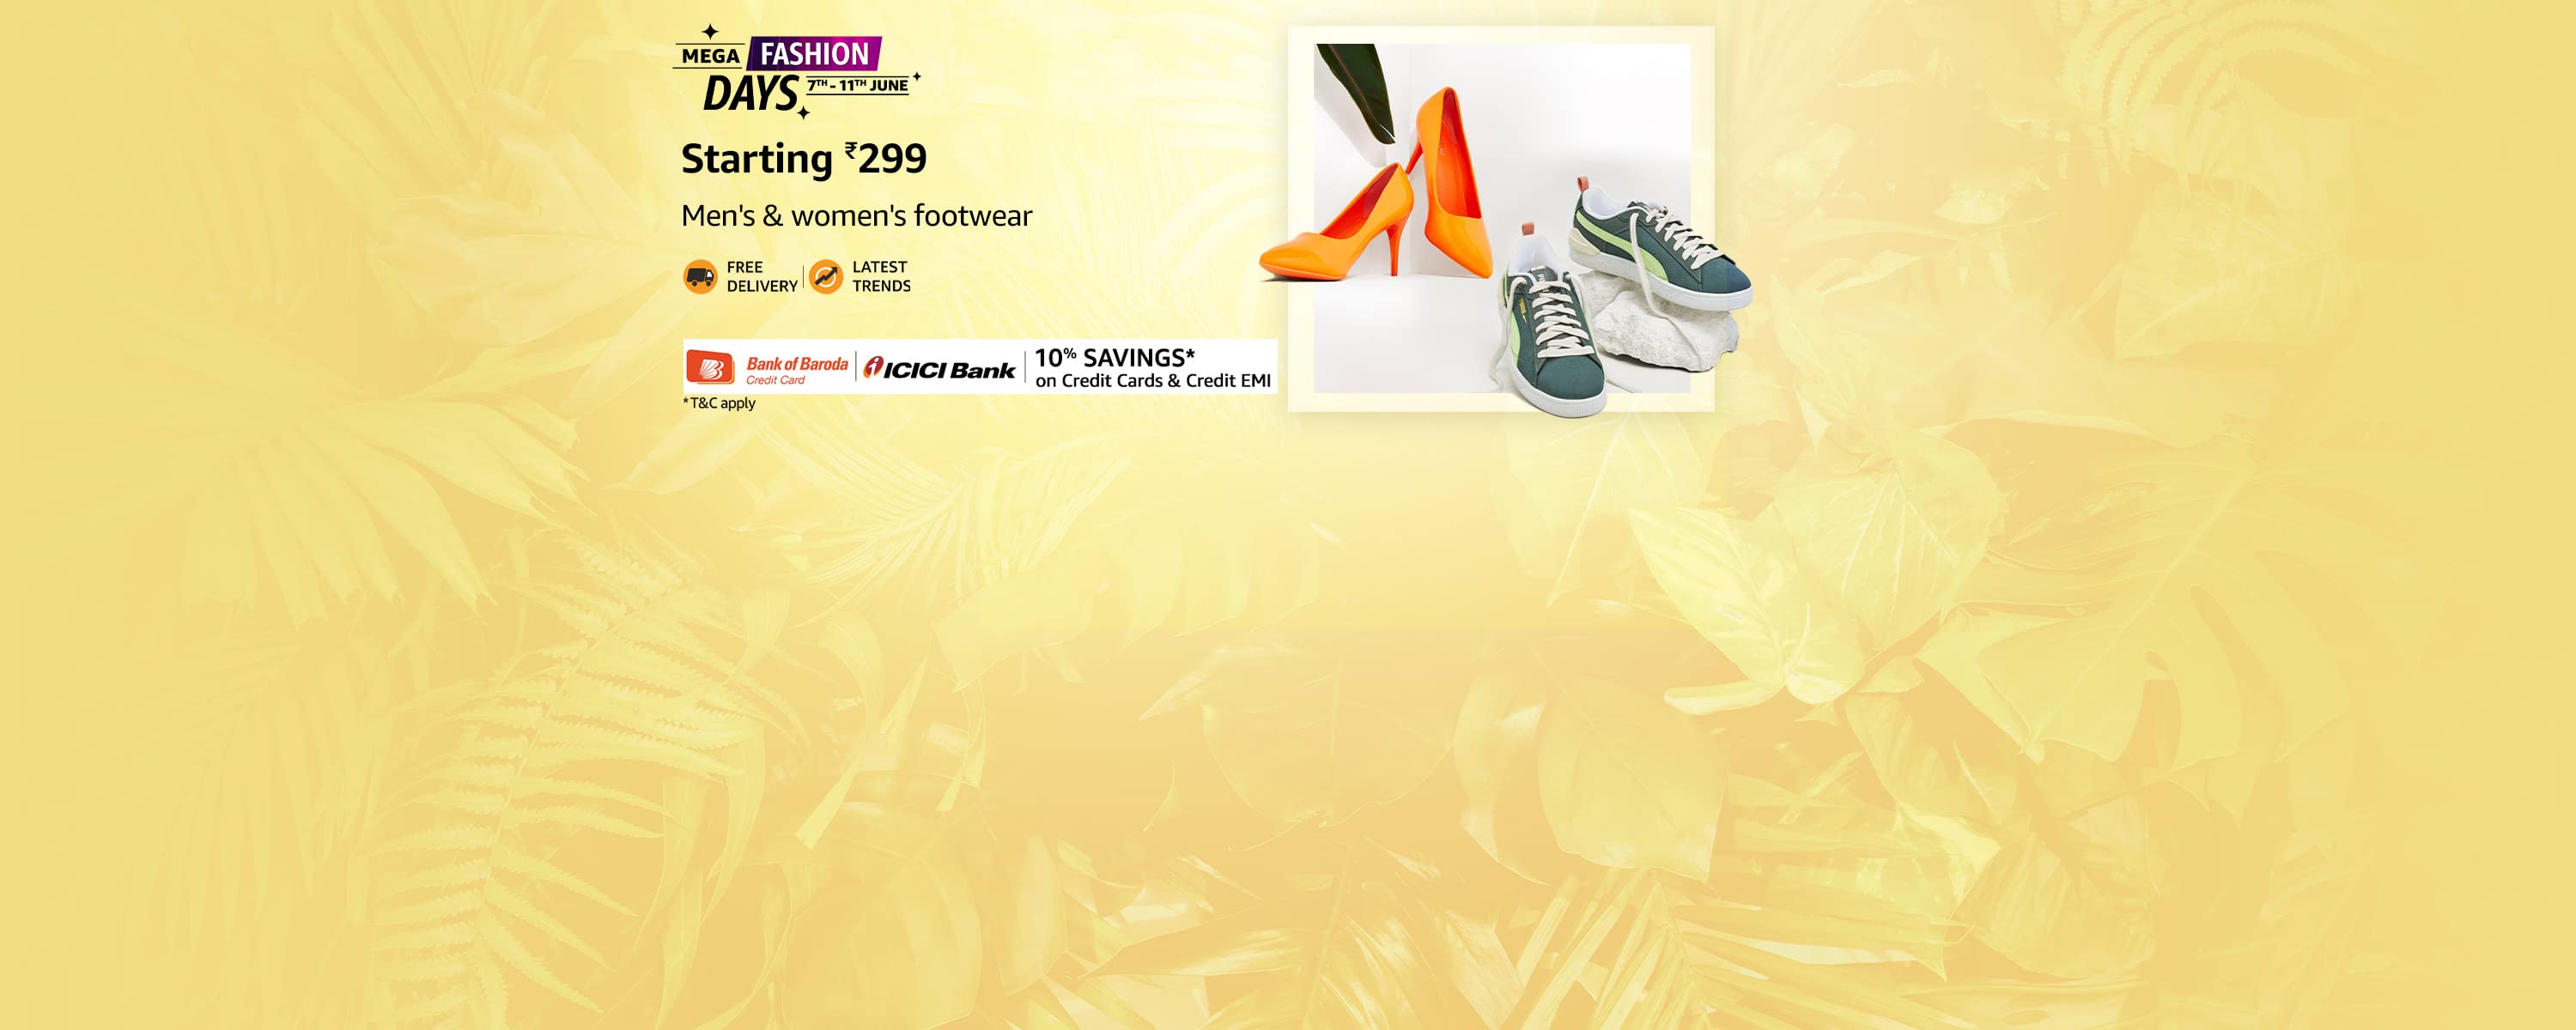 MEGA FASHION
DAYS 7TH - 11TH JUNE
Starting ₹299
Men's & women's footwear
FREE
DELIVERY
LATEST
TRENDS
Bank of Baroda
Credit Card
ICICI Bank
10% SAVINGS*
on Credit Cards & Credit EMI
*T&C apply